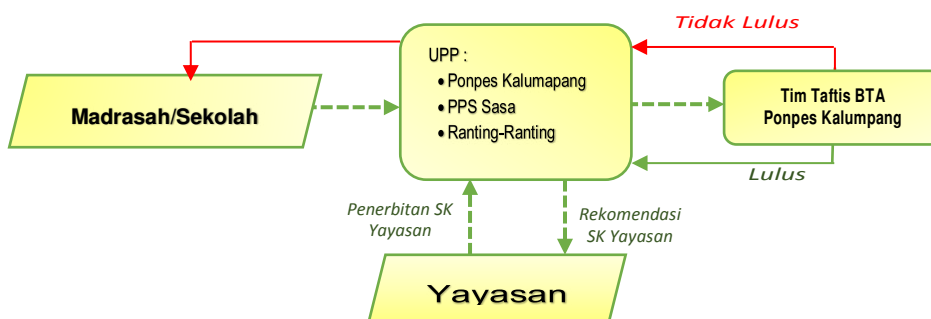 Tidak Lulus
UPP :
• Ponpes Kalumapang
• PPS Sasa
• Ranting-Ranting
Madrasah/Sekolah
Tim Taftis BTA
Ponpes Kalumpang
Lulus
Penerbitan SK
Yayasan
Rekomendasi
SK Yayasan
Yayasan